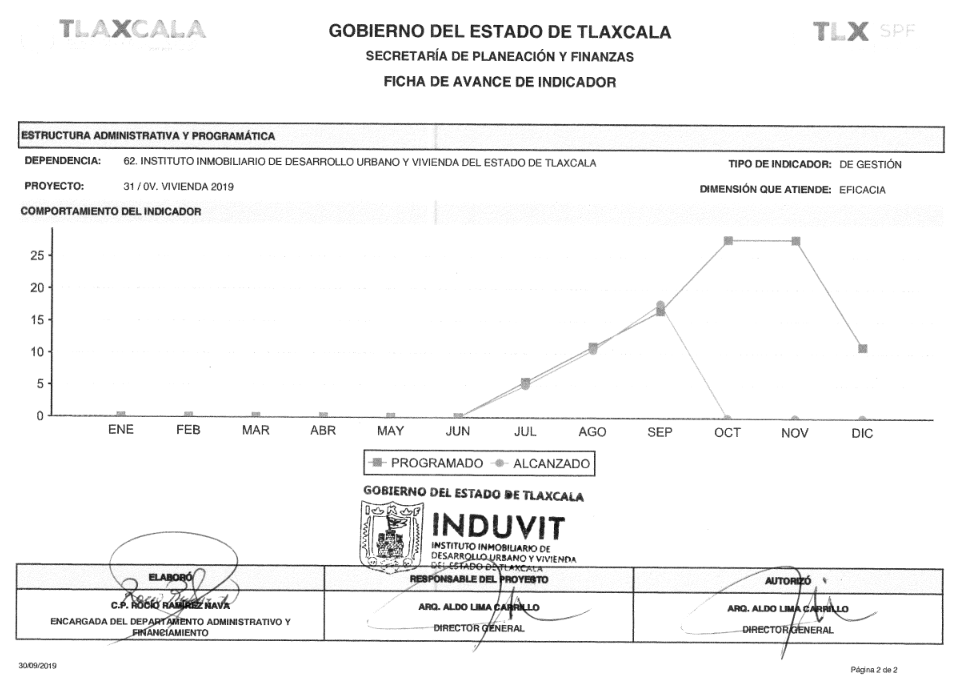 TLAXCALA
GOBIERNO DEL ESTADO DE TLAXCALA
TLX SPF
SECRETARÍA DE PLANEACIÓN Y FINANZAS
FICHA DE AVANCE DE INDICADOR
ESTRUCTURA ADMINISTRATIVA Y PROGRAMÁTICA
DEPENDENCIA: 62. INSTITUTO INMOBILIARIO DE DESARROLLO URBANO Y VIVIENDA DEL ESTADO DE TLAXCALA TIPO DE INDICADOR: DE GESTIÓN
PROYECTO: 31 / 0V. VIVIENDA 2019 DIMENSIÓN QUE ATIENDE: EFICACIA
COMPORTAMIENTO DEL INDICADOR
25
20
15
10
5
0
ENE FEB MAR ABR MAY JUN JUL AGO SEP OCT NOV DIC
PROGRAMADO ALCANZADO
GOBIERNO DEL ESTADO DE TLAXCALA
INDUVIT
INSTITUTO INMOBILIARIO DE
DESARROLLO URBANO Y VIVIENDA
DEL ESTADO DE TLAXCALA
ELABORÓ RESPONSABLE DEL PROYESTO AUTORIZÓ
C.P. ROCIO RAMIREZ NAVA ARQ. ALDO LIMA CARRILLO ARQ. ALDO LIMA CARRILLO
ENCARGADA DEL DEPARTAMENTO ADMINISTRATIVO Y DIRECTOR GENERAL DIRECTOR GENERAL
FINANCIAMIENTO
30/09/2019 Página 2 de 2